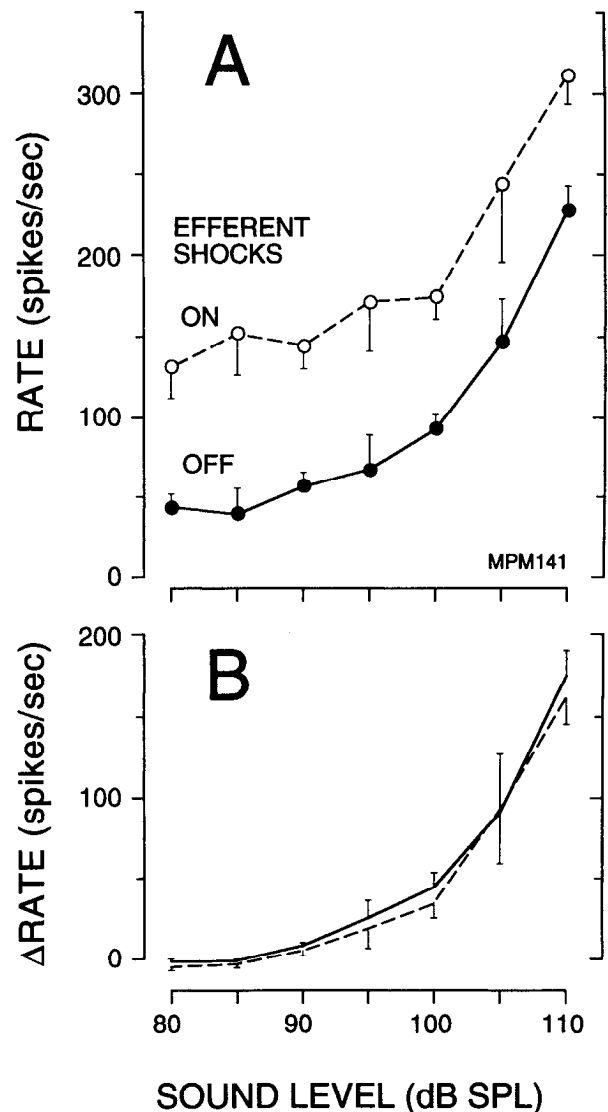 A
300
200
100
0
RATE (spikes/sec)
EFFERENT
SHOCKS
ON
OFF
MPM141
B
200
100
0
ΔRATE (spikes/sec)
80
90
100
110
SOUND LEVEL (dB SPL)